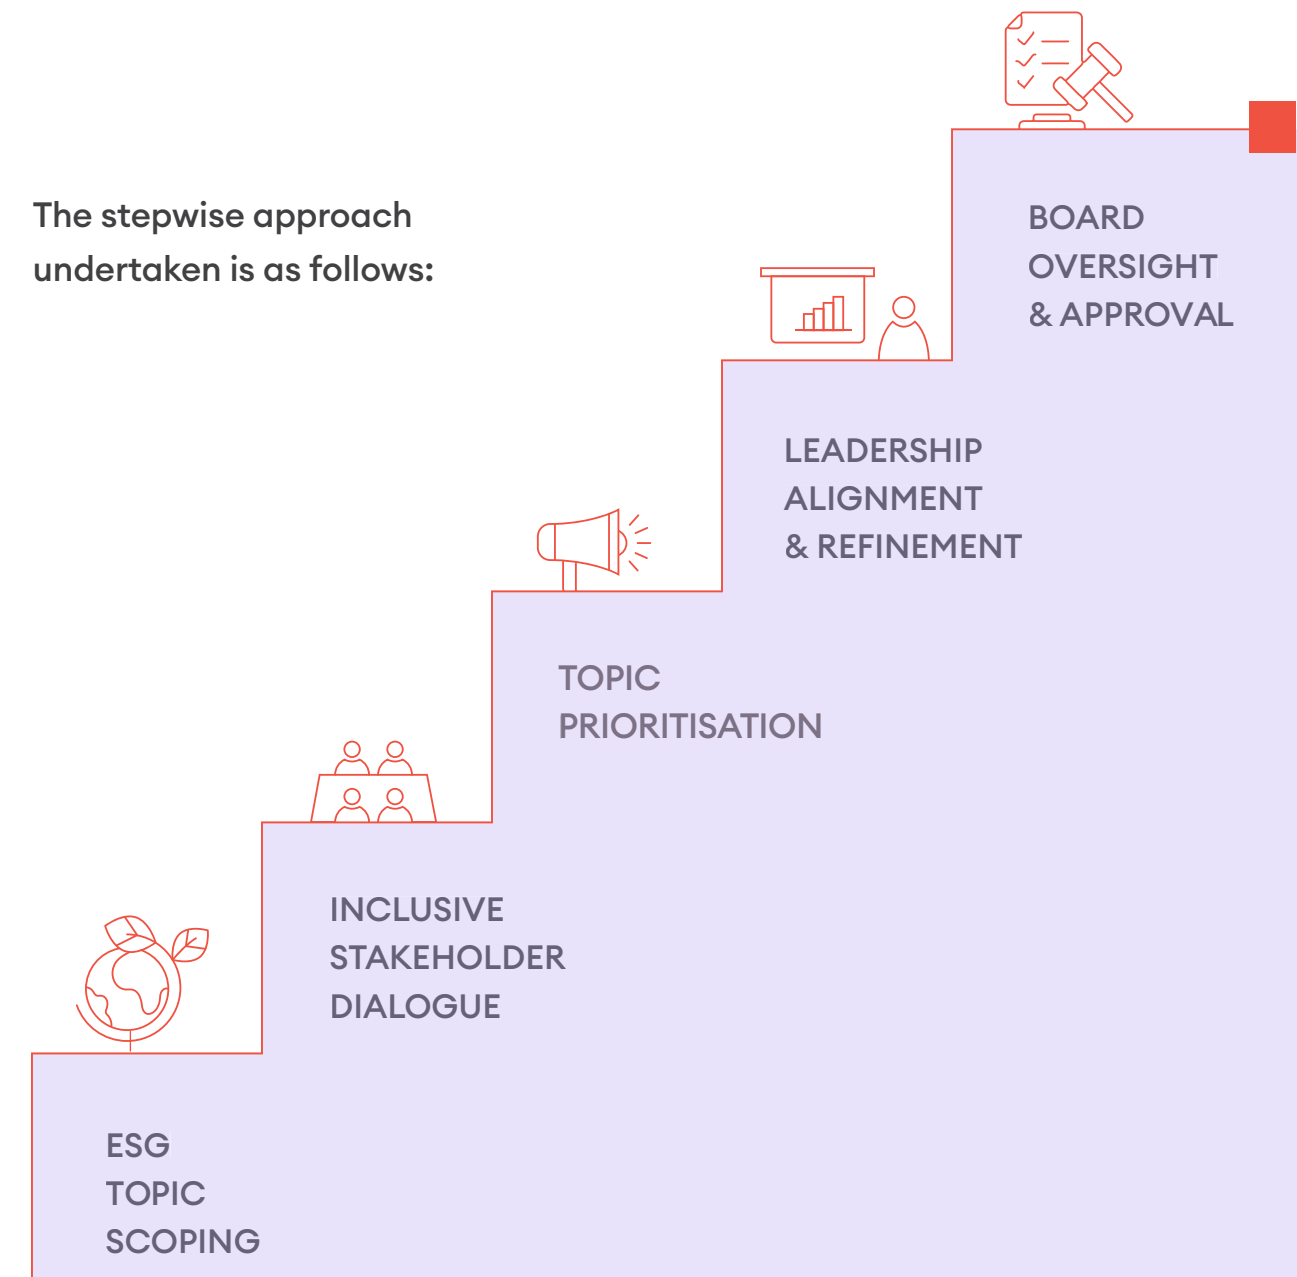 The stepwise approach
undertaken is as follows:
BOARD
OVERSIGHT
& APPROVAL
LEADERSHIP
ALIGNMENT
& REFINEMENT
TOPIC
PRIORITISATION
INCLUSIVE
STAKEHOLDER
DIALOGUE
ESG
TOPIC
SCOPING